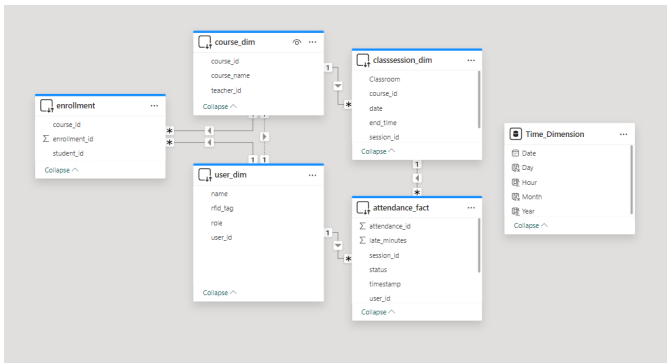 course_dim
course_id
course_name
teacher_id
Collapse
1
*
classsession_dim
Classroom
course_id
date
end_time
session_id
Collapse
enrollment
course_id
Σ enrollment_id
student_id
Collapse
*
*
1 1
1 1
Time_Dimension
Date
Day
Hour
Month
Year
Collapse
user_dim
name
rfid_tag
role
user_id
Collapse
1
*
1
*
attendance_fact
Σ attendance_id
Σ late_minutes
session_id
status
timestamp
user_id
Collapse